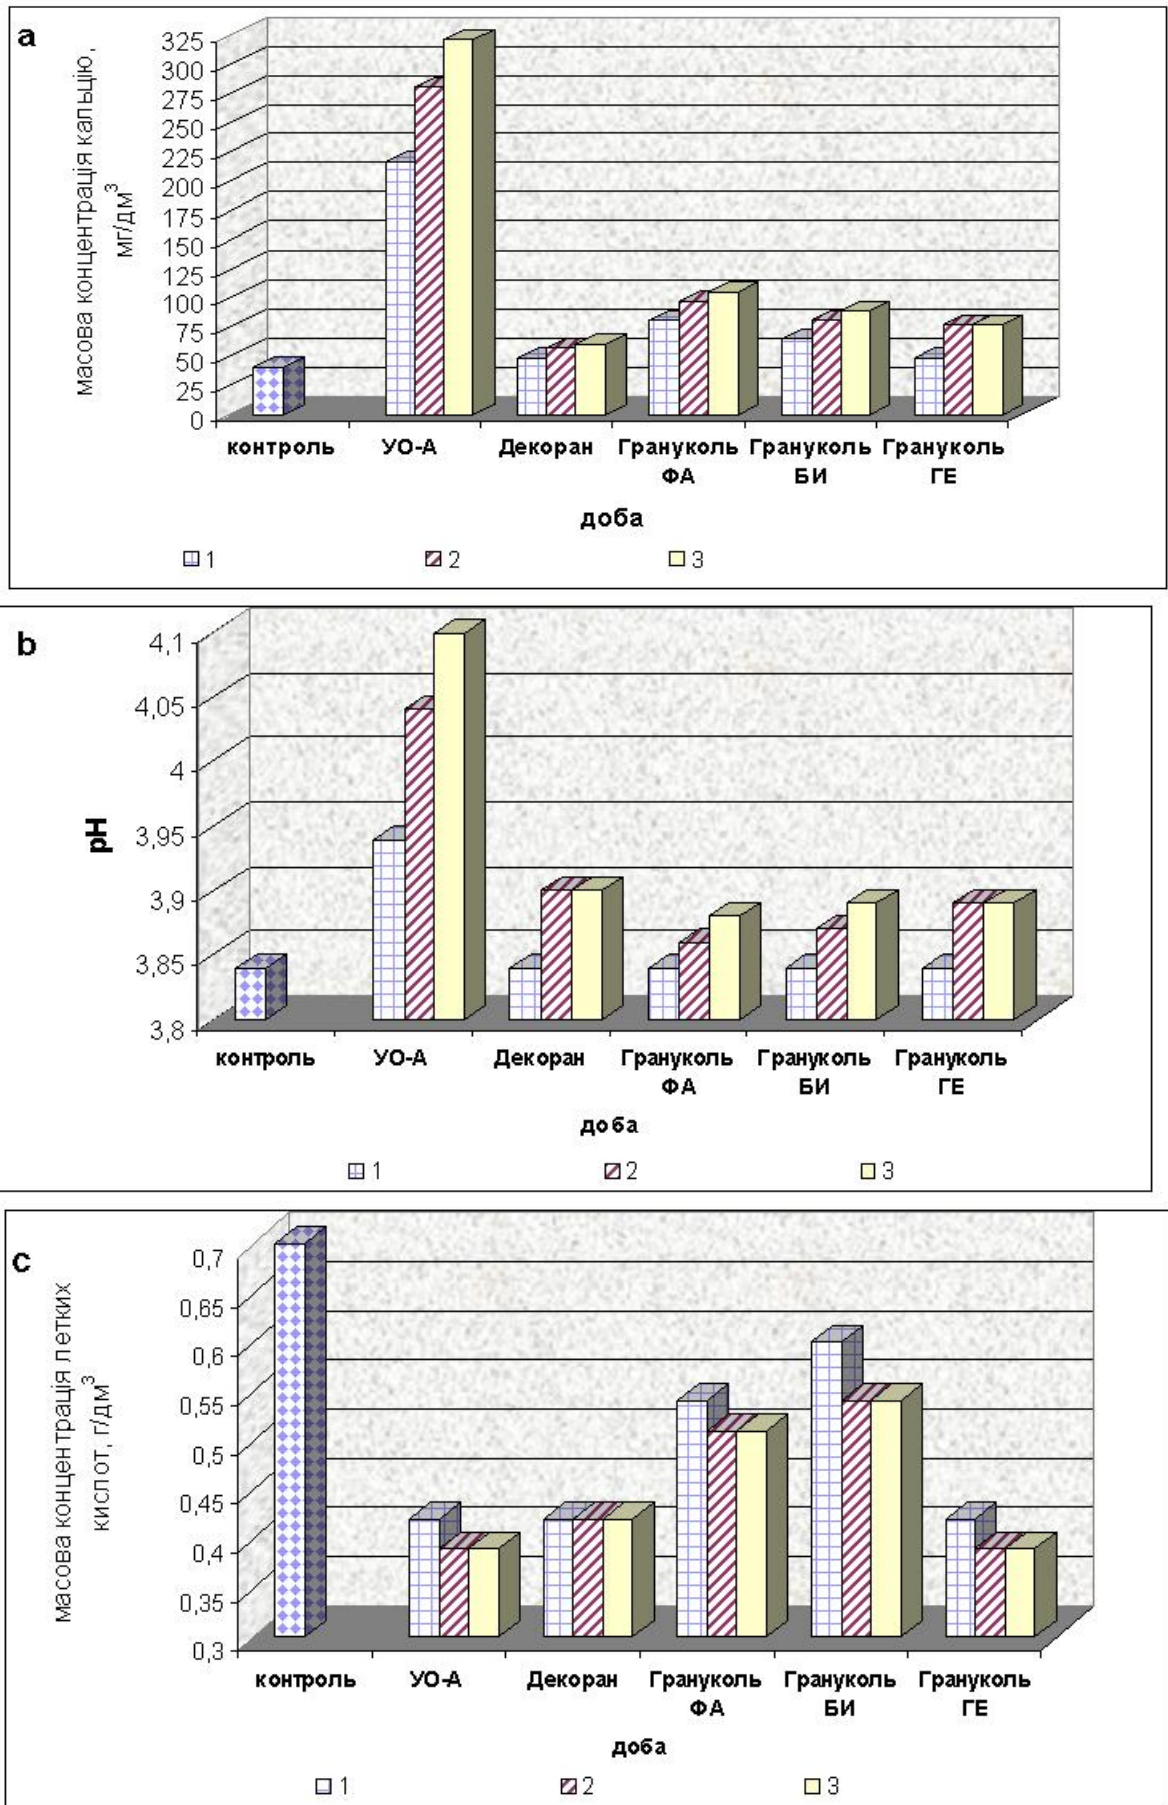 a
масова концентрація кальцію,
мг/дм³
325
300
275
250
225
200
175
150
125
100
75
50
25
0
контроль УО-А Декоран Грануколь Грануколь Грануколь
ФА БИ ГЕ
доба
1 2 3
b
pH
4,1
4,05
4
3,95
3,9
3,85
3,8
контроль УО-А Декоран Грануколь Грануколь Грануколь
ФА БИ ГЕ
доба
1 2 3
c
масова концентрація летких
кислот, г/дм³
0,7
0,65
0,6
0,55
0,5
0,45
0,4
0,35
0,3
контроль УО-А Декоран Грануколь Грануколь Грануколь
ФА БИ ГЕ
доба
1 2 3